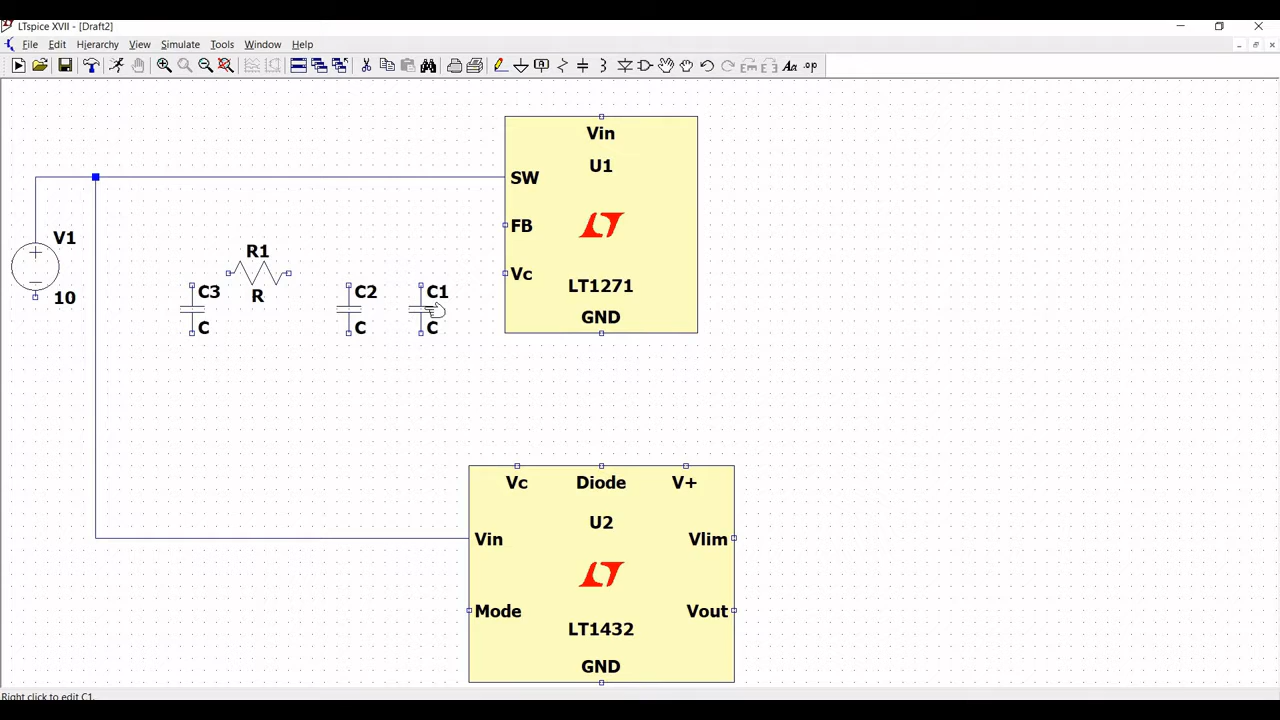 LTspice XVII - [Draft2]
File Edit Hierarchy View Simulate Tools Window Help
Aa .op
Vin
U1
SW
FB
Vc
LT1271
GND
V1
10
R1
R
C3
C
C2
C
C1
C
Vc Diode V+
U2
Vin Vlim
Mode Vout
LT1432
GND
Right click to edit C1.